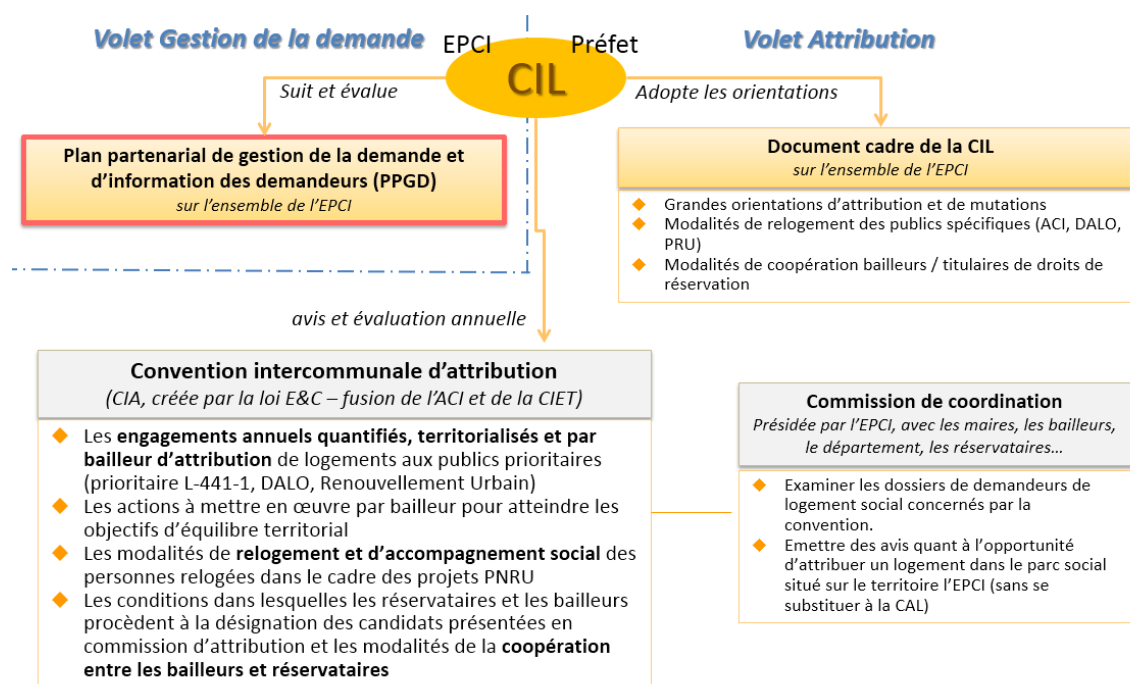 Volet Gestion de la demande
EPCI
Préfet
Volet Attribution
CIL
Suit et évalue
Adopte les orientations
Plan partenarial de gestion de la demande et
d'information des demandeurs (PPGD)
sur l'ensemble de l'EPCI
Document cadre de la CIL
sur l'ensemble de l'EPCI
Grandes orientations d'attribution et de mutations
Modalités de relogement des publics spécifiques (ACI, DALO,
PRU)
Modalités de coopération bailleurs / titulaires de droits de
réservation
avis et évaluation annuelle
Convention intercommunale d'attribution
(CIA, créée par la loi E&C – fusion de l'ACI et de la CIET)
Les engagements annuels quantifiés, territorialisés et par
bailleur d'attribution de logements aux publics prioritaires
(prioritaire L-441-1, DALO, Renouvellement Urbain)
Les actions à mettre en œuvre par bailleur pour atteindre les
objectifs d'équilibre territorial
Les modalités de relogement et d'accompagnement social des
personnes relogées dans le cadre des projets PNRU
Les conditions dans lesquelles les réservataires et les bailleurs
procèdent à la désignation des candidats présentées en
commission d'attribution et les modalités de la coopération
entre les bailleurs et réservataires
Commission de coordination
Présidée par l'EPCI, avec les maires, les bailleurs,
le département, les réservataires…
Examiner les dossiers de demandeurs de
logement social concernés par la
convention.
Emettre des avis quant à l'opportunité
d'attribuer un logement dans le parc social
situé sur le territoire l'EPCI (sans se
substituer à la CAL)